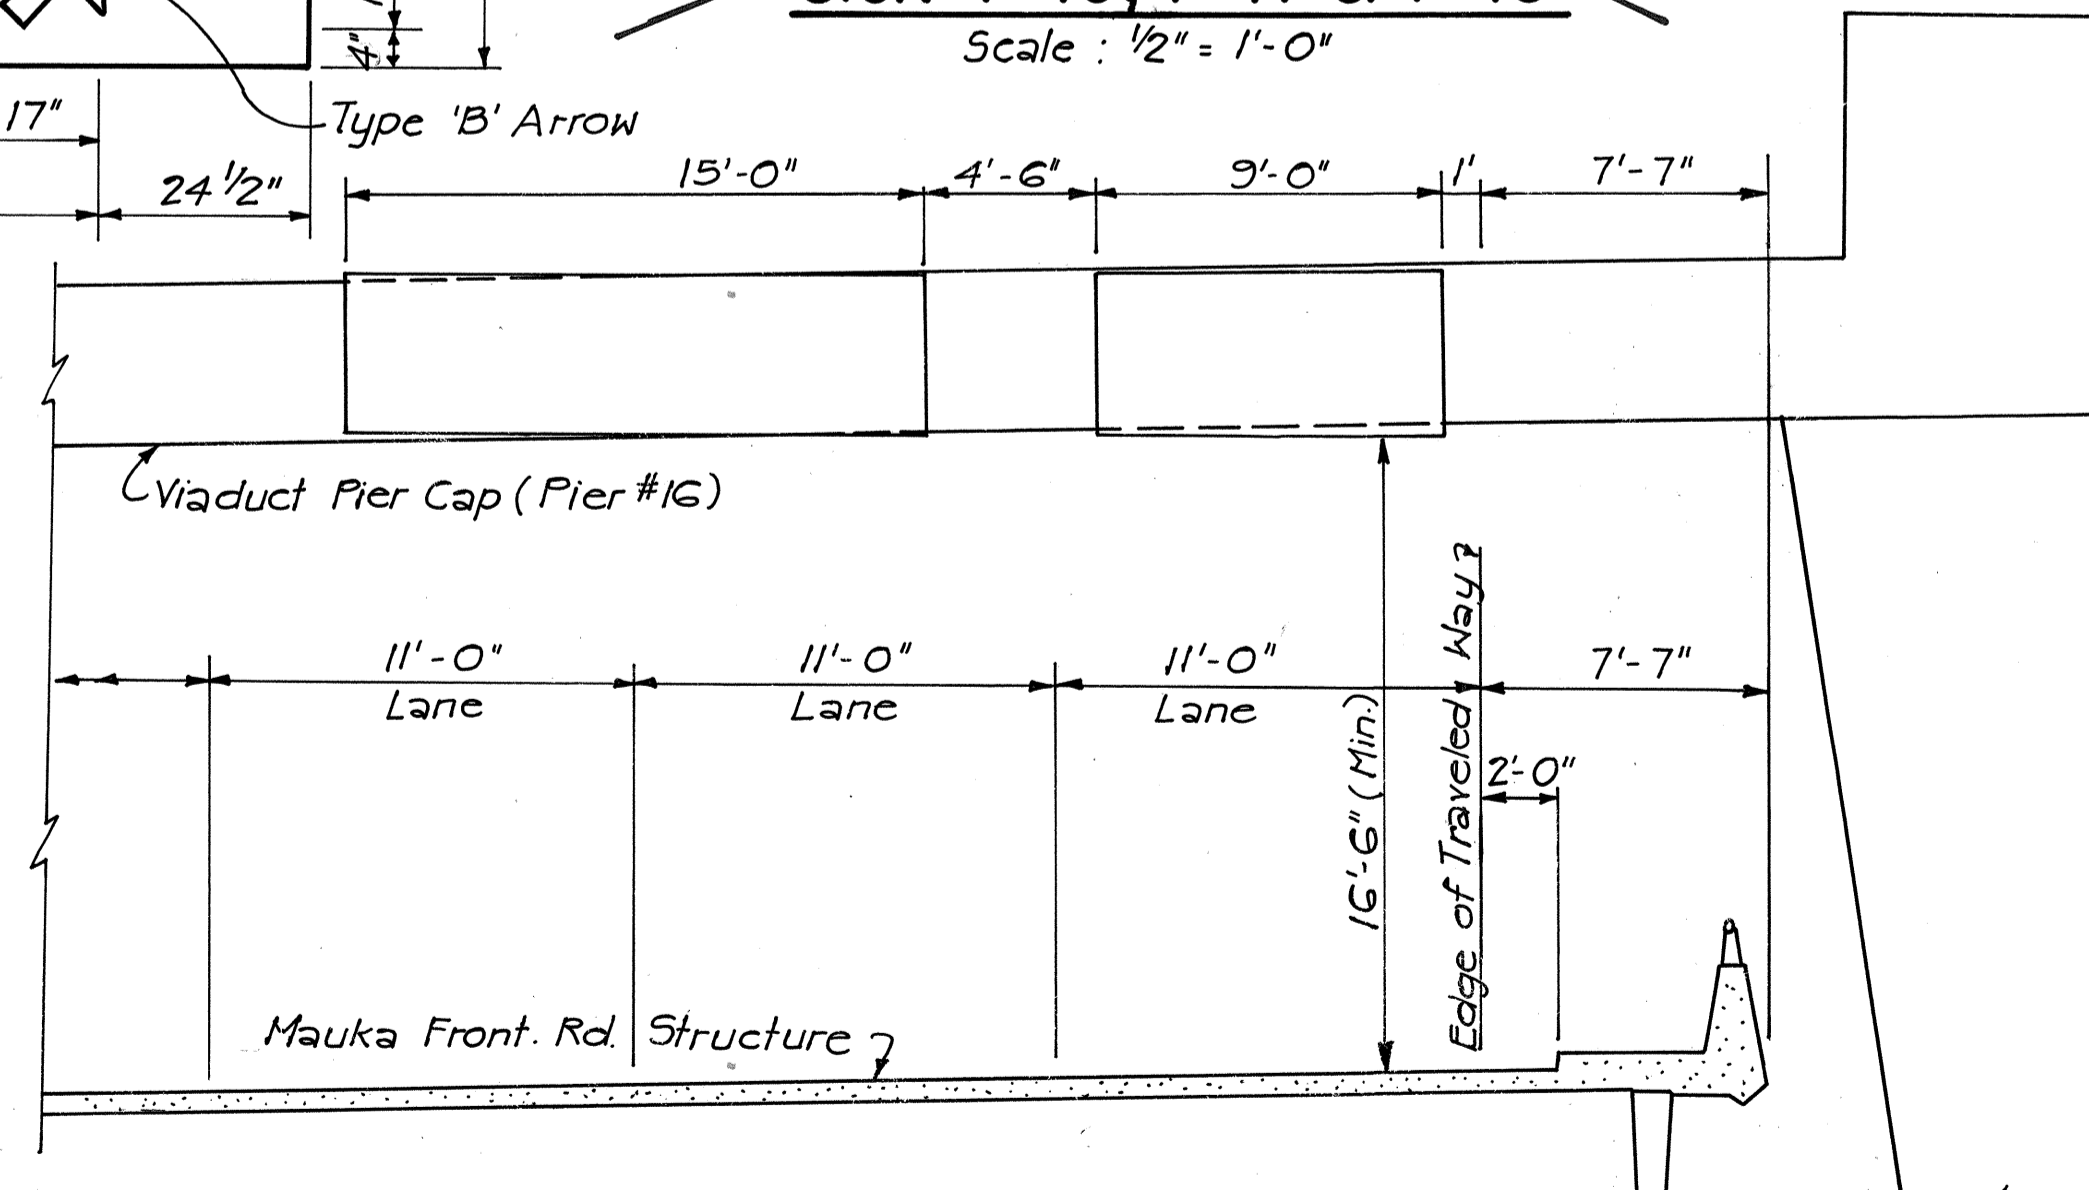 Scale : 1/2" = 1'-0"
4"
17"
Type 'B' Arrow
24 1/2"
15'-0"
4'-6"
9'-0"
1'
7'-7"
Viaduct Pier Cap (Pier #16)
11'-0"
Lane
11'-0"
Lane
11'-0"
Lane
7'-7"
16'-6" (Min.)
Edge of Traveled Way
2'-0"
Mauka Front. Rd. Structure